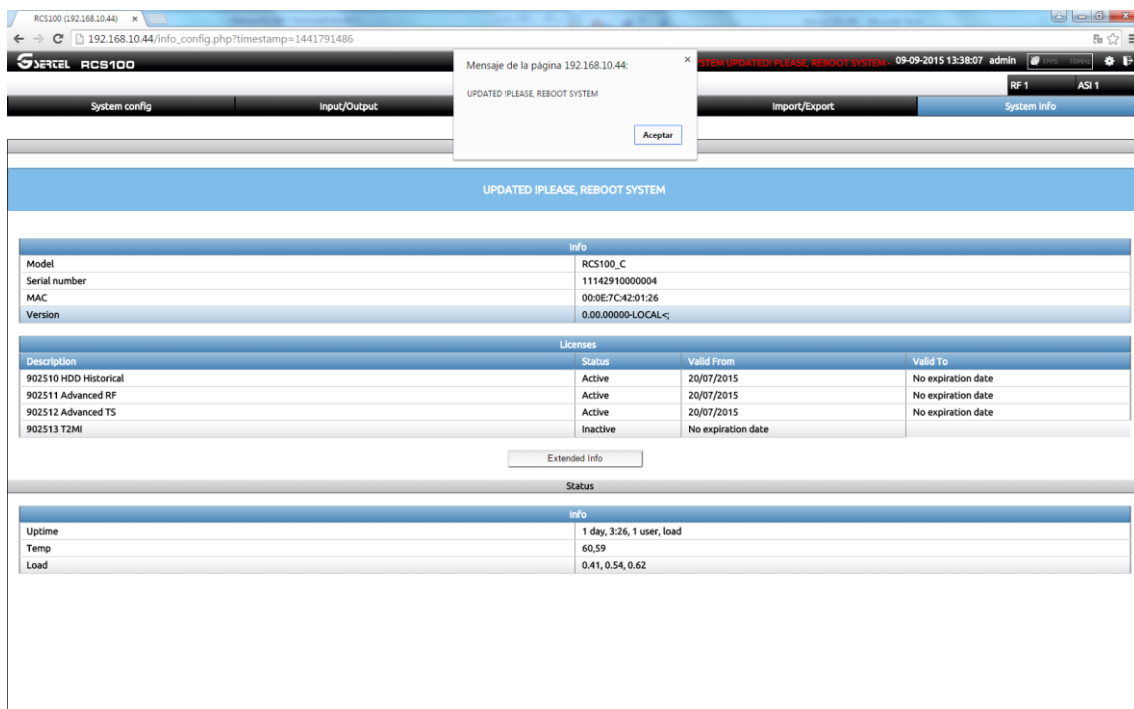 RCS100 (192.168.10.44) ×
192.168.10.44/info_config.php?timestamp=1441791486
SERTEL RCS100
STEM UPDATED! PLEASE, REBOOT SYSTEM - 09-09-2015 13:38:07 admin 1PPS 10MHz
RF 1 ASI 1
System config Input/Output Import/Export System Info
Mensaje de la página 192.168.10.44: ×
UPDATED !PLEASE, REBOOT SYSTEM
Aceptar
UPDATED !PLEASE, REBOOT SYSTEM
Info
Model RCS100_C
Serial number 11142910000004
MAC 00:0E:7C:42:01:26
Version 0.00.00000-LOCAL<;
Licenses
Description Status Valid From Valid To
902510 HDD Historical Active 20/07/2015 No expiration date
902511 Advanced RF Active 20/07/2015 No expiration date
902512 Advanced TS Active 20/07/2015 No expiration date
902513 T2MI Inactive No expiration date
Extended Info
Status
Info
Uptime 1 day, 3:26, 1 user, load
Temp 60,59
Load 0.41, 0.54, 0.62